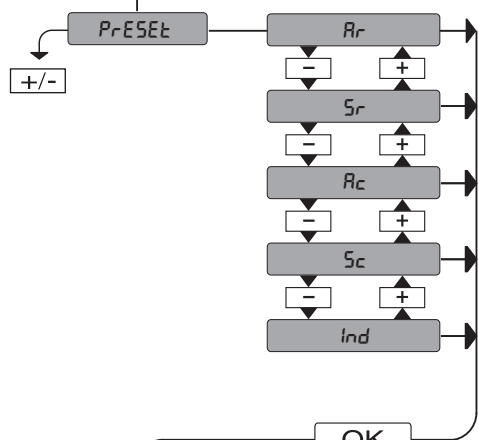 PrESEt
Ar
+/-
- +
Sr
- +
Ac
- +
Sc
- +
Ind
OK